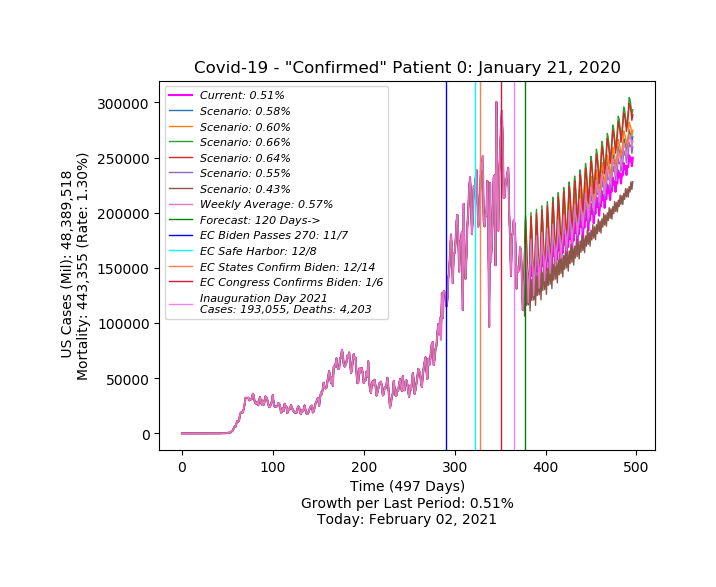 Covid-19 - "Confirmed" Patient 0: January 21, 2020
US Cases (Mil): 48,389,518
Mortality: 443,355 (Rate: 1.30%)
300000
250000
200000
150000
100000
50000
0
Current: 0.51%
Scenario: 0.58%
Scenario: 0.60%
Scenario: 0.66%
Scenario: 0.64%
Scenario: 0.55%
Scenario: 0.43%
Weekly Average: 0.57%
Forecast: 120 Days->
EC Biden Passes 270: 11/7
EC Safe Harbor: 12/8
EC States Confirm Biden: 12/14
EC Congress Confirms Biden: 1/6
Inauguration Day 2021
Cases: 193,055, Deaths: 4,203
0 100 200 300 400 500
Time (497 Days)
Growth per Last Period: 0.51%
Today: February 02, 2021